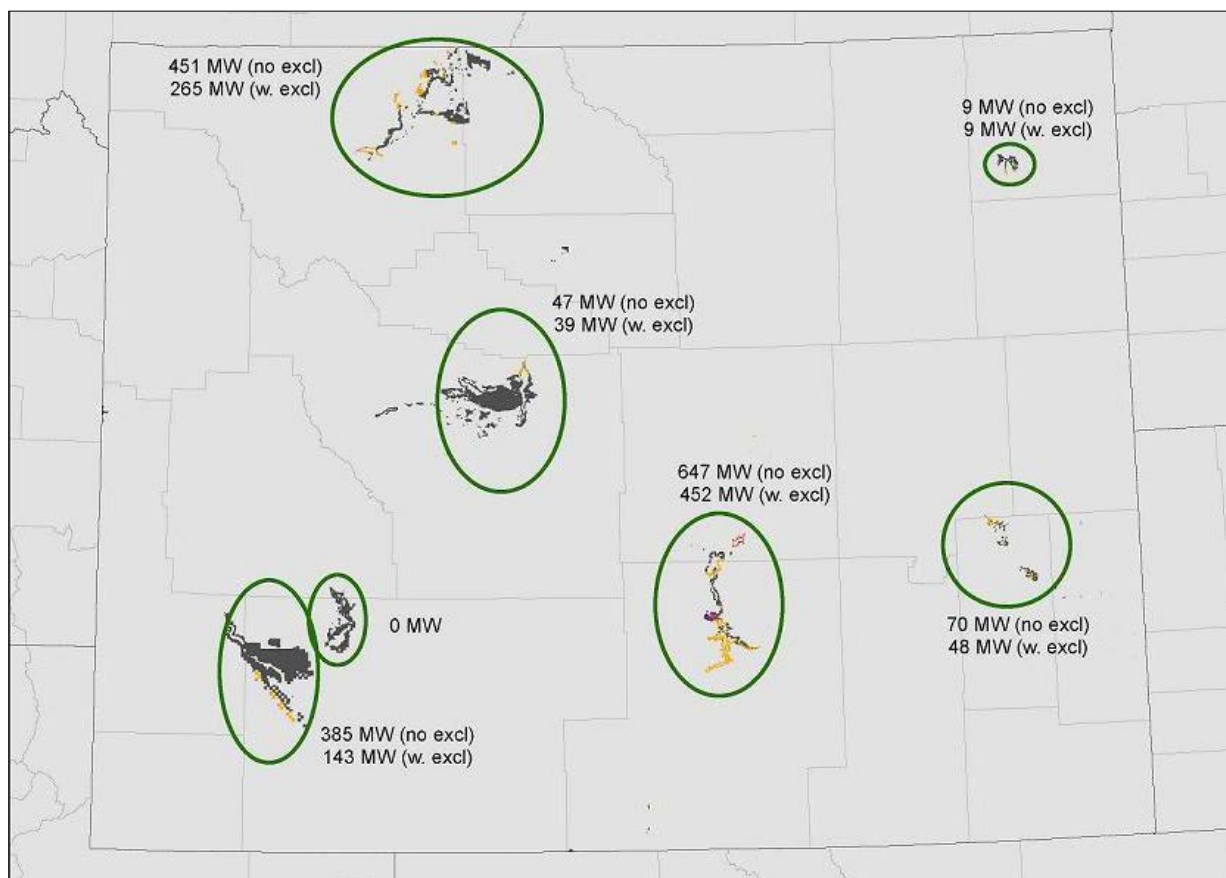 451 MW (no excl)
265 MW (w. excl)
9 MW (no excl)
9 MW (w. excl)
47 MW (no excl)
39 MW (w. excl)
647 MW (no excl)
452 MW (w. excl)
0 MW
70 MW (no excl)
48 MW (w. excl)
385 MW (no excl)
143 MW (w. excl)